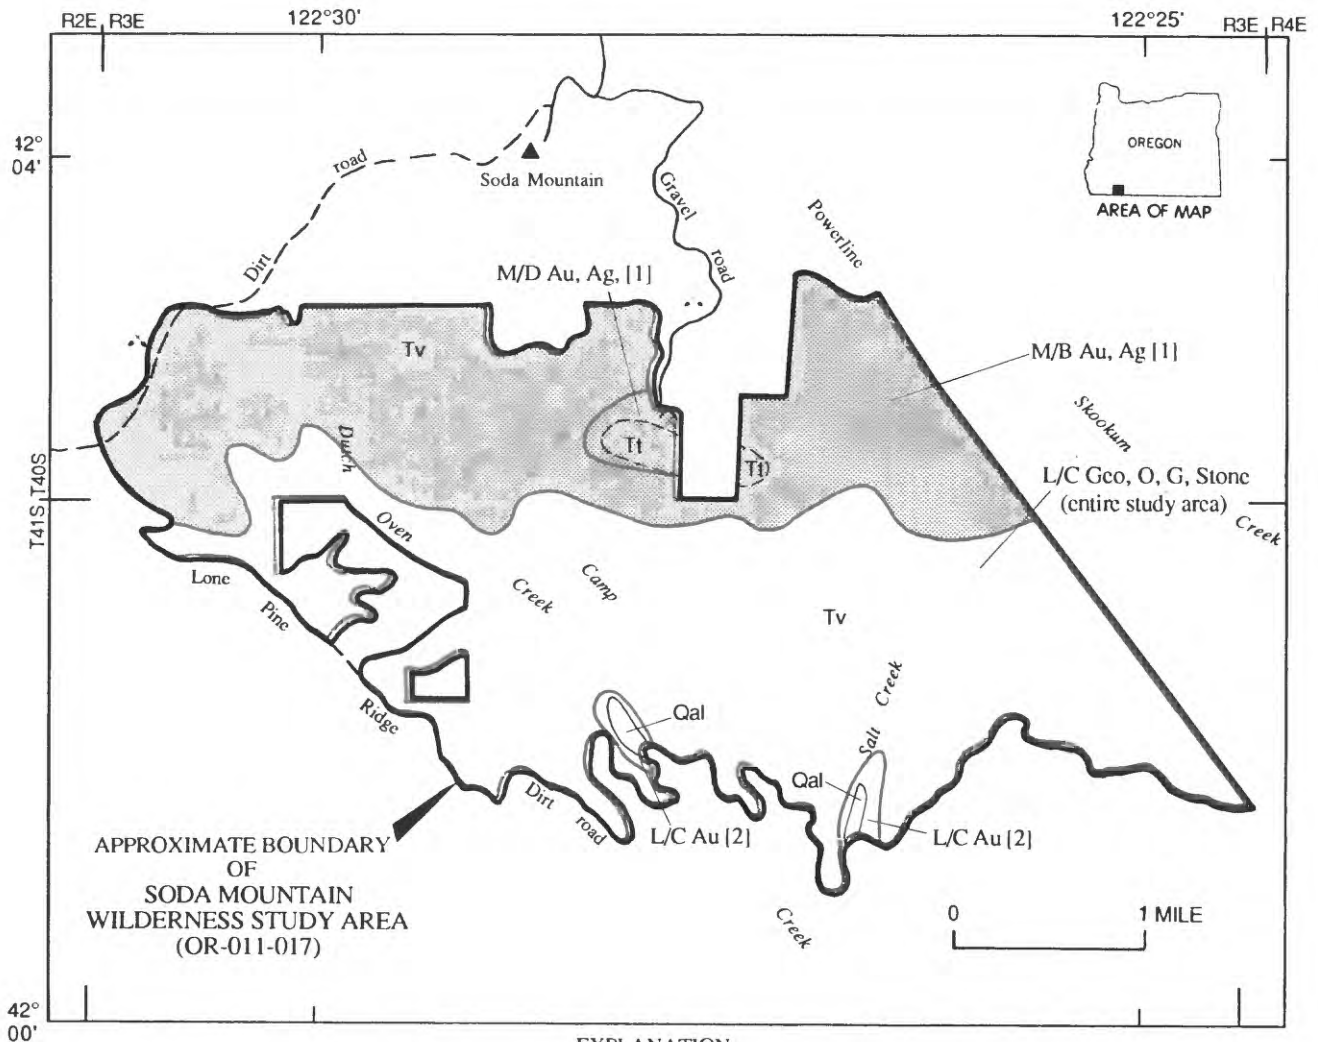 R2E R3E
122°30'
122°25'
R3E R4E
42°
04'
OREGON
AREA OF MAP
road
Soda Mountain
Gravel
road
Powerline
Dirt
M/D Au, Ag, [1]
Tv
M/B Au, Ag [1]
Skookum
Creek
Dutch
Tt
Tt
L/C Geo, O, G, Stone
(entire study area)
T40S
T41S
Oven
Camp
Creek
Lone
Pine
Ridge
Tv
Salt
Creek
Qal
Qal
Dirt
road
L/C Au [2]
L/C Au [2]
APPROXIMATE BOUNDARY
OF
SODA MOUNTAIN
WILDERNESS STUDY AREA
(OR-011-017)
Creek
0 1 MILE
42°
00'
EXPLANATION